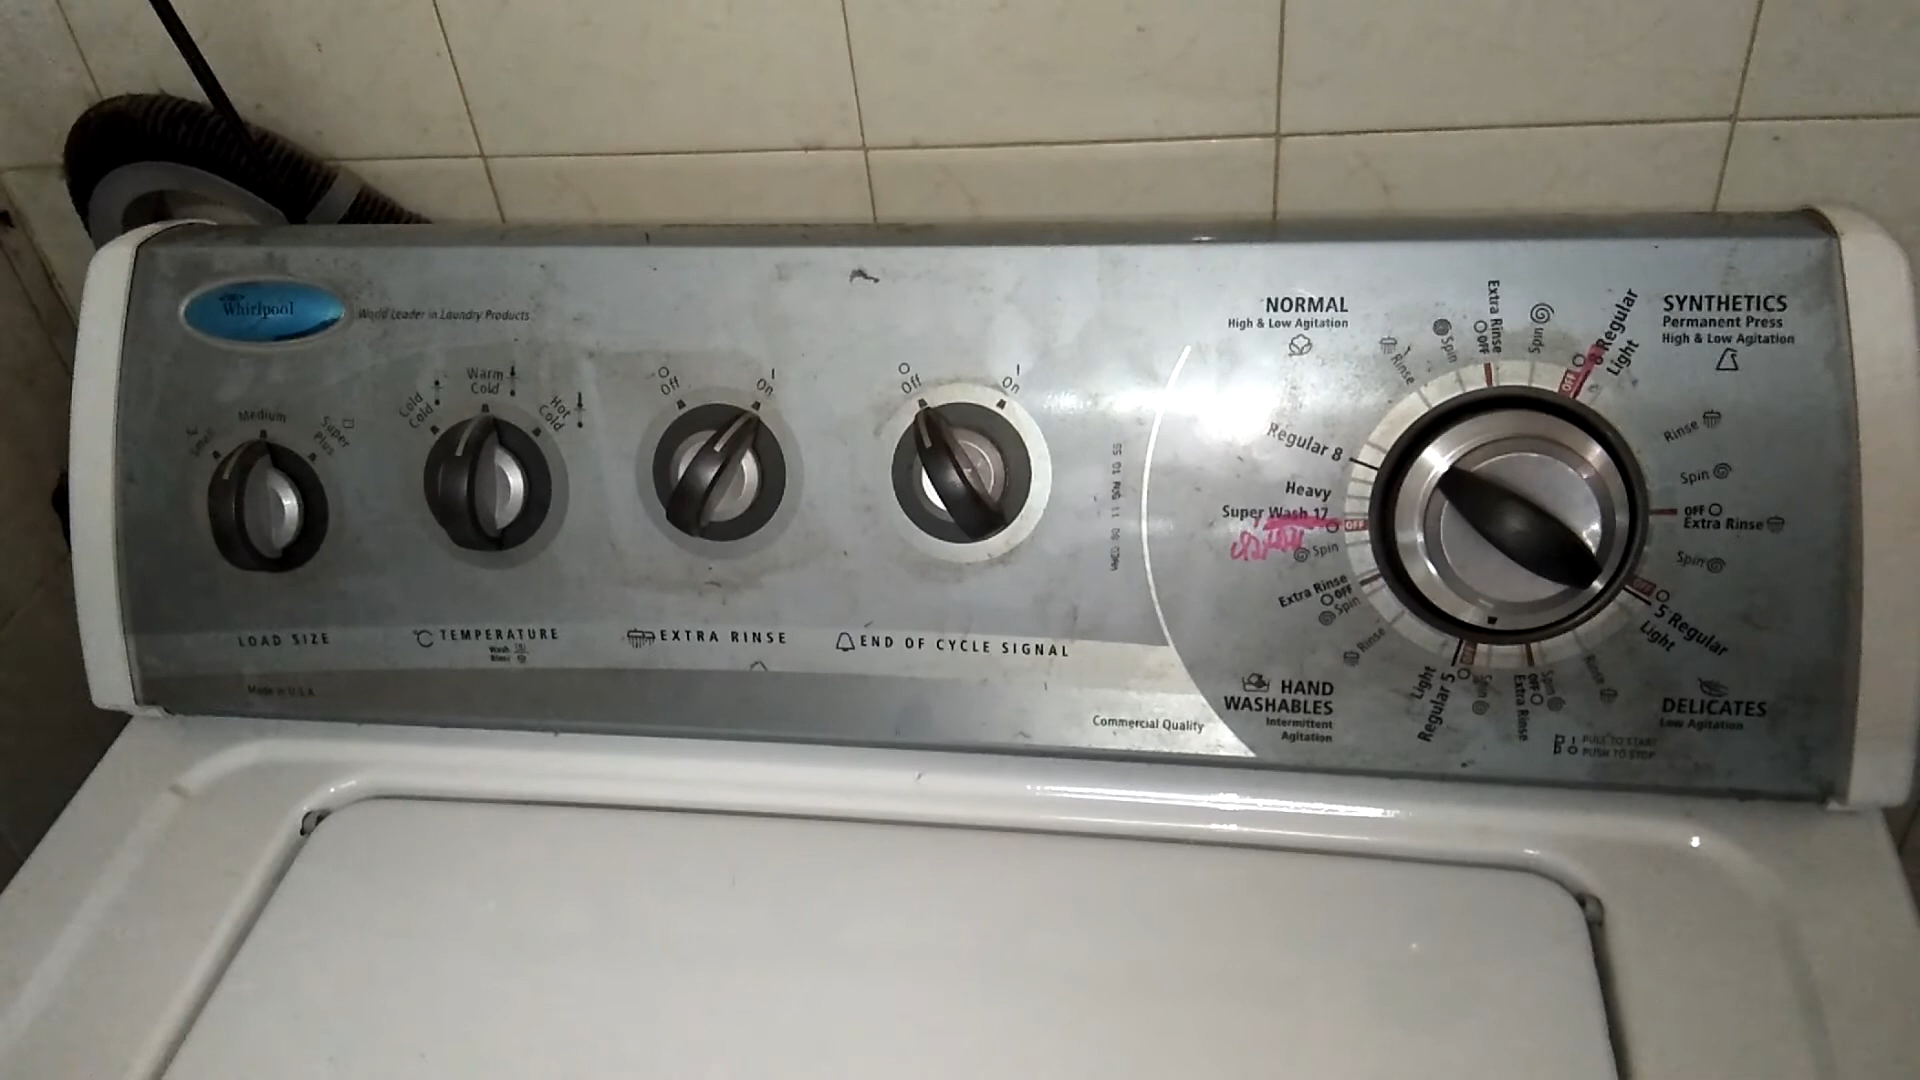 Whirlpool
World Leader in Laundry Products
Small
Medium
Super
Plus
Cold
Cold
Warm
Cold
Hot
Cold
Off
On
Off
On
LOAD SIZE
°C TEMPERATURE
Wash
Rinse
EXTRA RINSE
END OF CYCLE SIGNAL
Made in U.S.A.
Commercial Quality
NORMAL
High & Low Agitation
Rinse
Spin
Extra Rinse
OFF
Spin
OFF
8 Regular
Light
SYNTHETICS
Permanent Press
High & Low Agitation
Rinse
Spin
OFF
Extra Rinse
Spin
OFF
5 Regular
Light
DELICATES
Low Agitation
Rinse
Spin
OFF
Extra Rinse
Spin
Light
Regular 5
HAND
WASHABLES
Intermittent
Agitation
Rinse
Spin
OFF
Extra Rinse
Spin
OFF
Super Wash 17
Heavy
Regular 8
PULL TO START
PUSH TO STOP